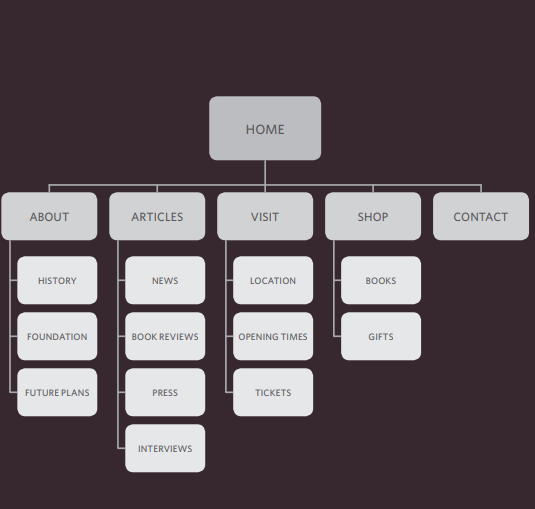 HOME
ABOUT
ARTICLES
VISIT
SHOP
CONTACT
HISTORY
NEWS
LOCATION
BOOKS
FOUNDATION
BOOK REVIEWS
OPENING TIMES
GIFTS
FUTURE PLANS
PRESS
TICKETS
INTERVIEWS